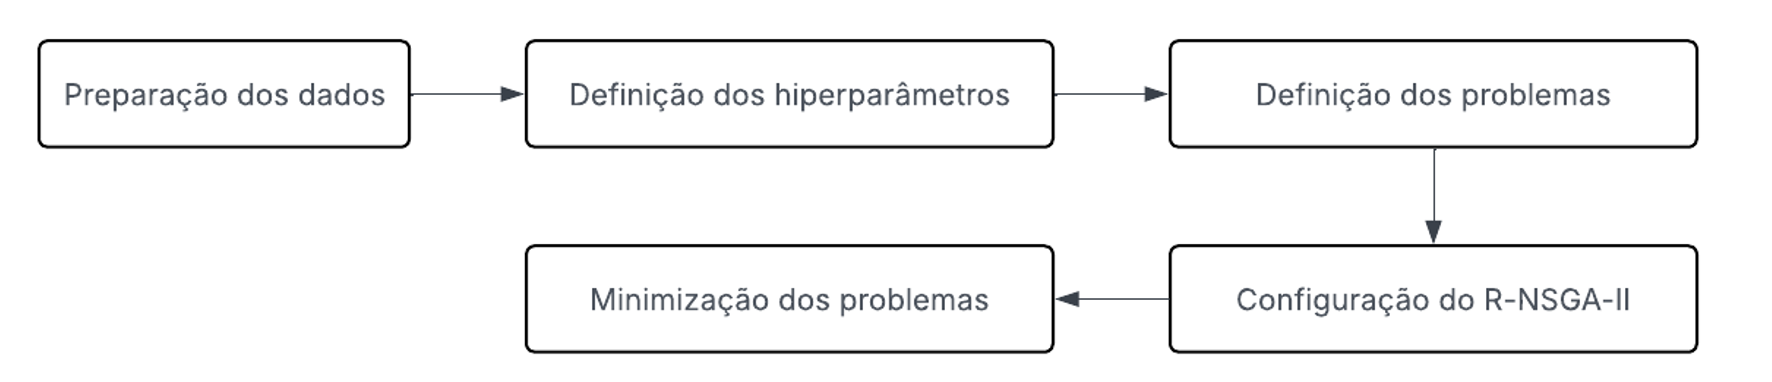 Preparação dos dados
Definição dos hiperparâmetros
Definição dos problemas
Configuração do R-NSGA-II
Minimização dos problemas